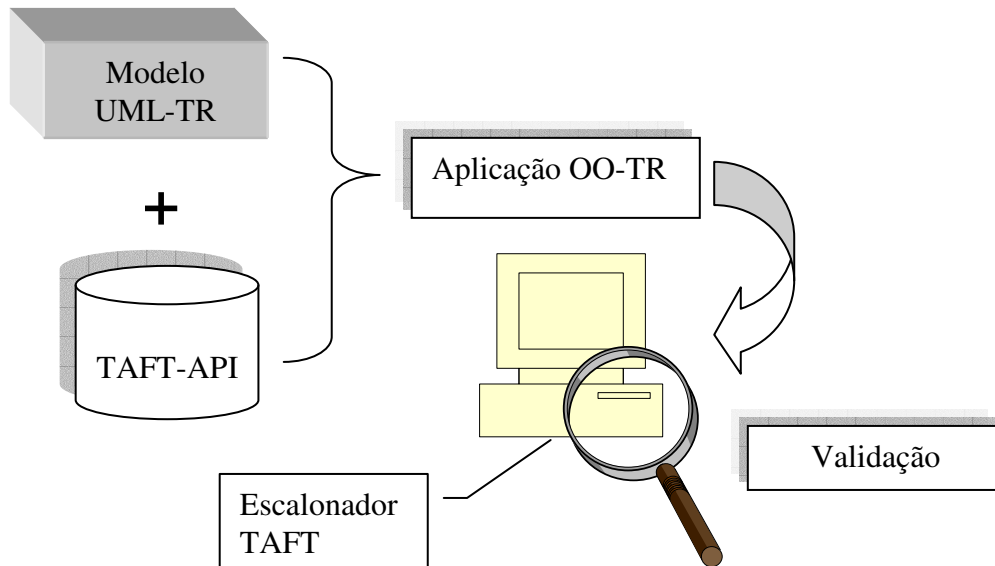 Modelo
UML-TR
+
Aplicação OO-TR
TAFT-API
Validação
Escalonador
TAFT